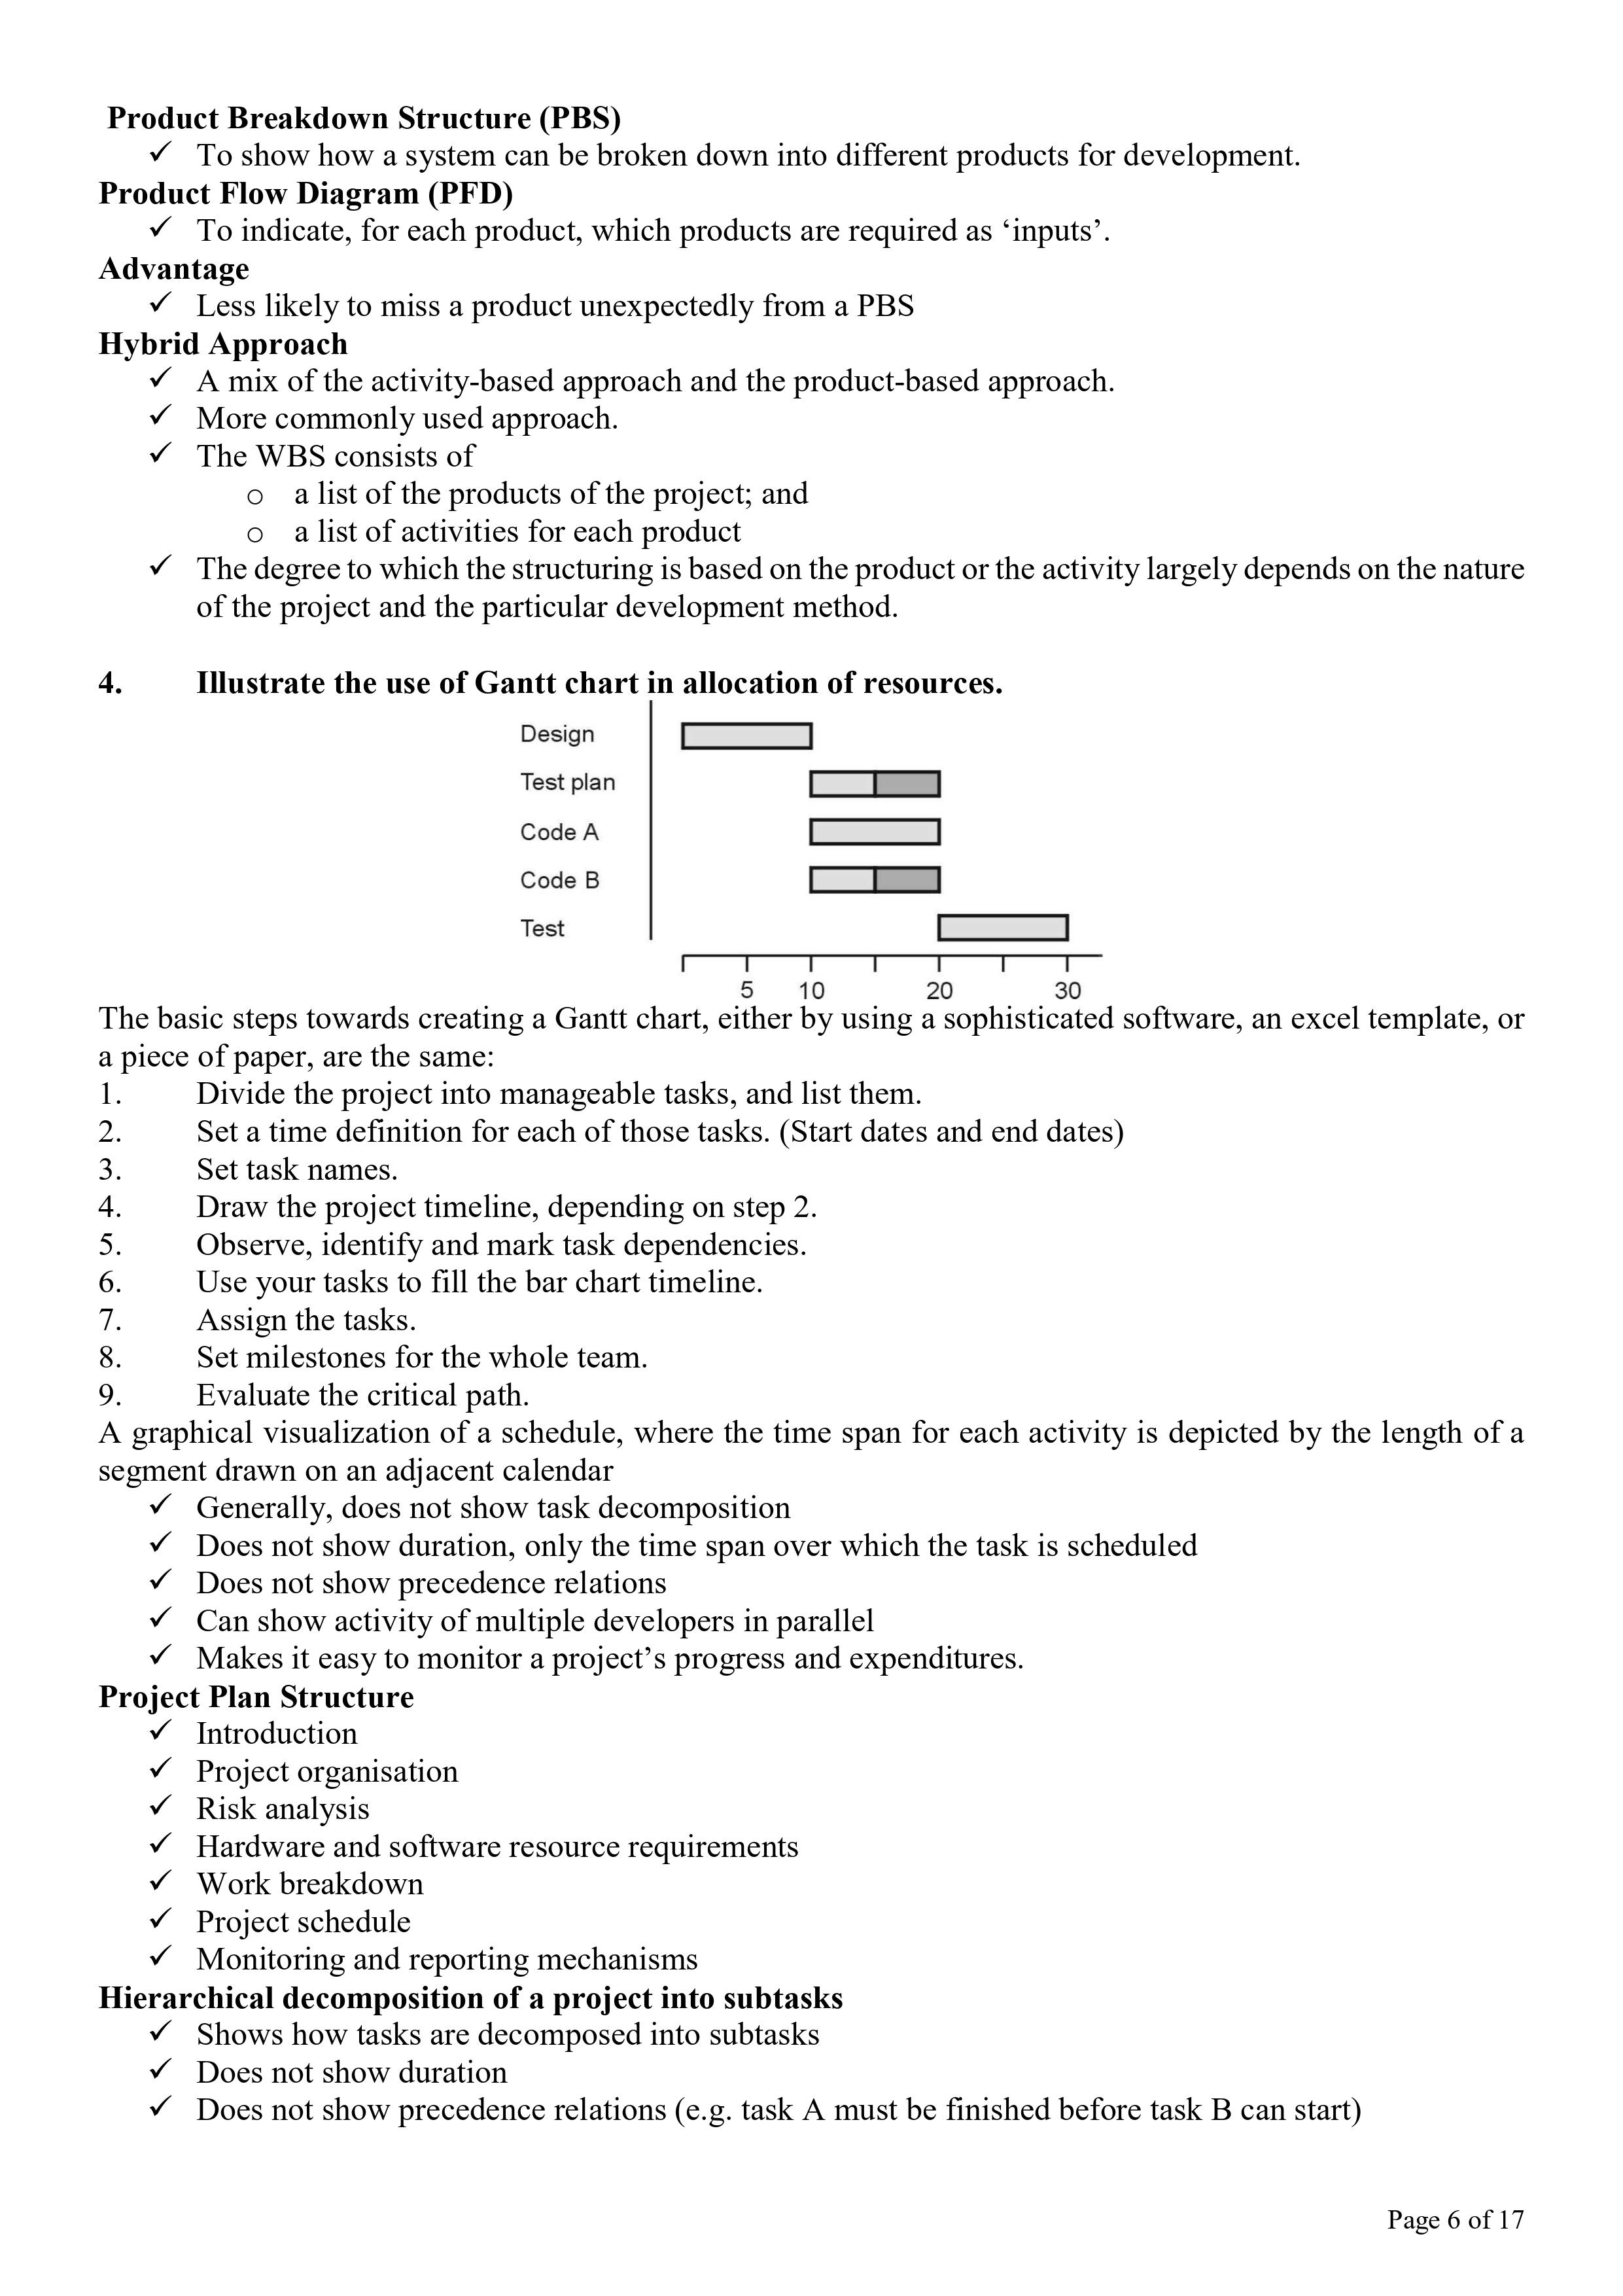 Product Breakdown Structure (PBS)
✓ To show how a system can be broken down into different products for development.
Product Flow Diagram (PFD)
✓ To indicate, for each product, which products are required as ‘inputs’.
Advantage
✓ Less likely to miss a product unexpectedly from a PBS
Hybrid Approach
✓ A mix of the activity-based approach and the product-based approach.
✓ More commonly used approach.
✓ The WBS consists of
o a list of the products of the project; and
o a list of activities for each product
✓ The degree to which the structuring is based on the product or the activity largely depends on the nature
of the project and the particular development method.
4. Illustrate the use of Gantt chart in allocation of resources.
Design
Test plan
Code A
Code B
Test
5 10 20 30
The basic steps towards creating a Gantt chart, either by using a sophisticated software, an excel template, or
a piece of paper, are the same:
1. Divide the project into manageable tasks, and list them.
2. Set a time definition for each of those tasks. (Start dates and end dates)
3. Set task names.
4. Draw the project timeline, depending on step 2.
5. Observe, identify and mark task dependencies.
6. Use your tasks to fill the bar chart timeline.
7. Assign the tasks.
8. Set milestones for the whole team.
9. Evaluate the critical path.
A graphical visualization of a schedule, where the time span for each activity is depicted by the length of a
segment drawn on an adjacent calendar
✓ Generally, does not show task decomposition
✓ Does not show duration, only the time span over which the task is scheduled
✓ Does not show precedence relations
✓ Can show activity of multiple developers in parallel
✓ Makes it easy to monitor a project’s progress and expenditures.
Project Plan Structure
✓ Introduction
✓ Project organisation
✓ Risk analysis
✓ Hardware and software resource requirements
✓ Work breakdown
✓ Project schedule
✓ Monitoring and reporting mechanisms
Hierarchical decomposition of a project into subtasks
✓ Shows how tasks are decomposed into subtasks
✓ Does not show duration
✓ Does not show precedence relations (e.g. task A must be finished before task B can start)
Page 6 of 17